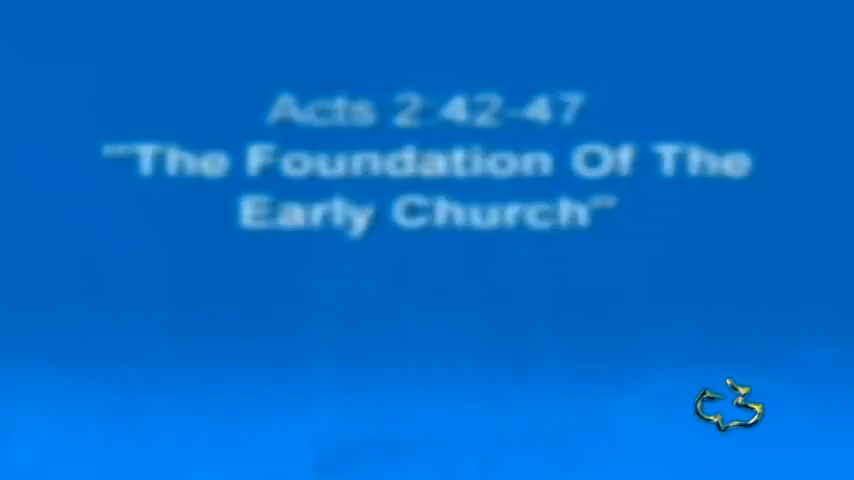 Acts 2:42-47
"The Foundation Of The
Early Church"